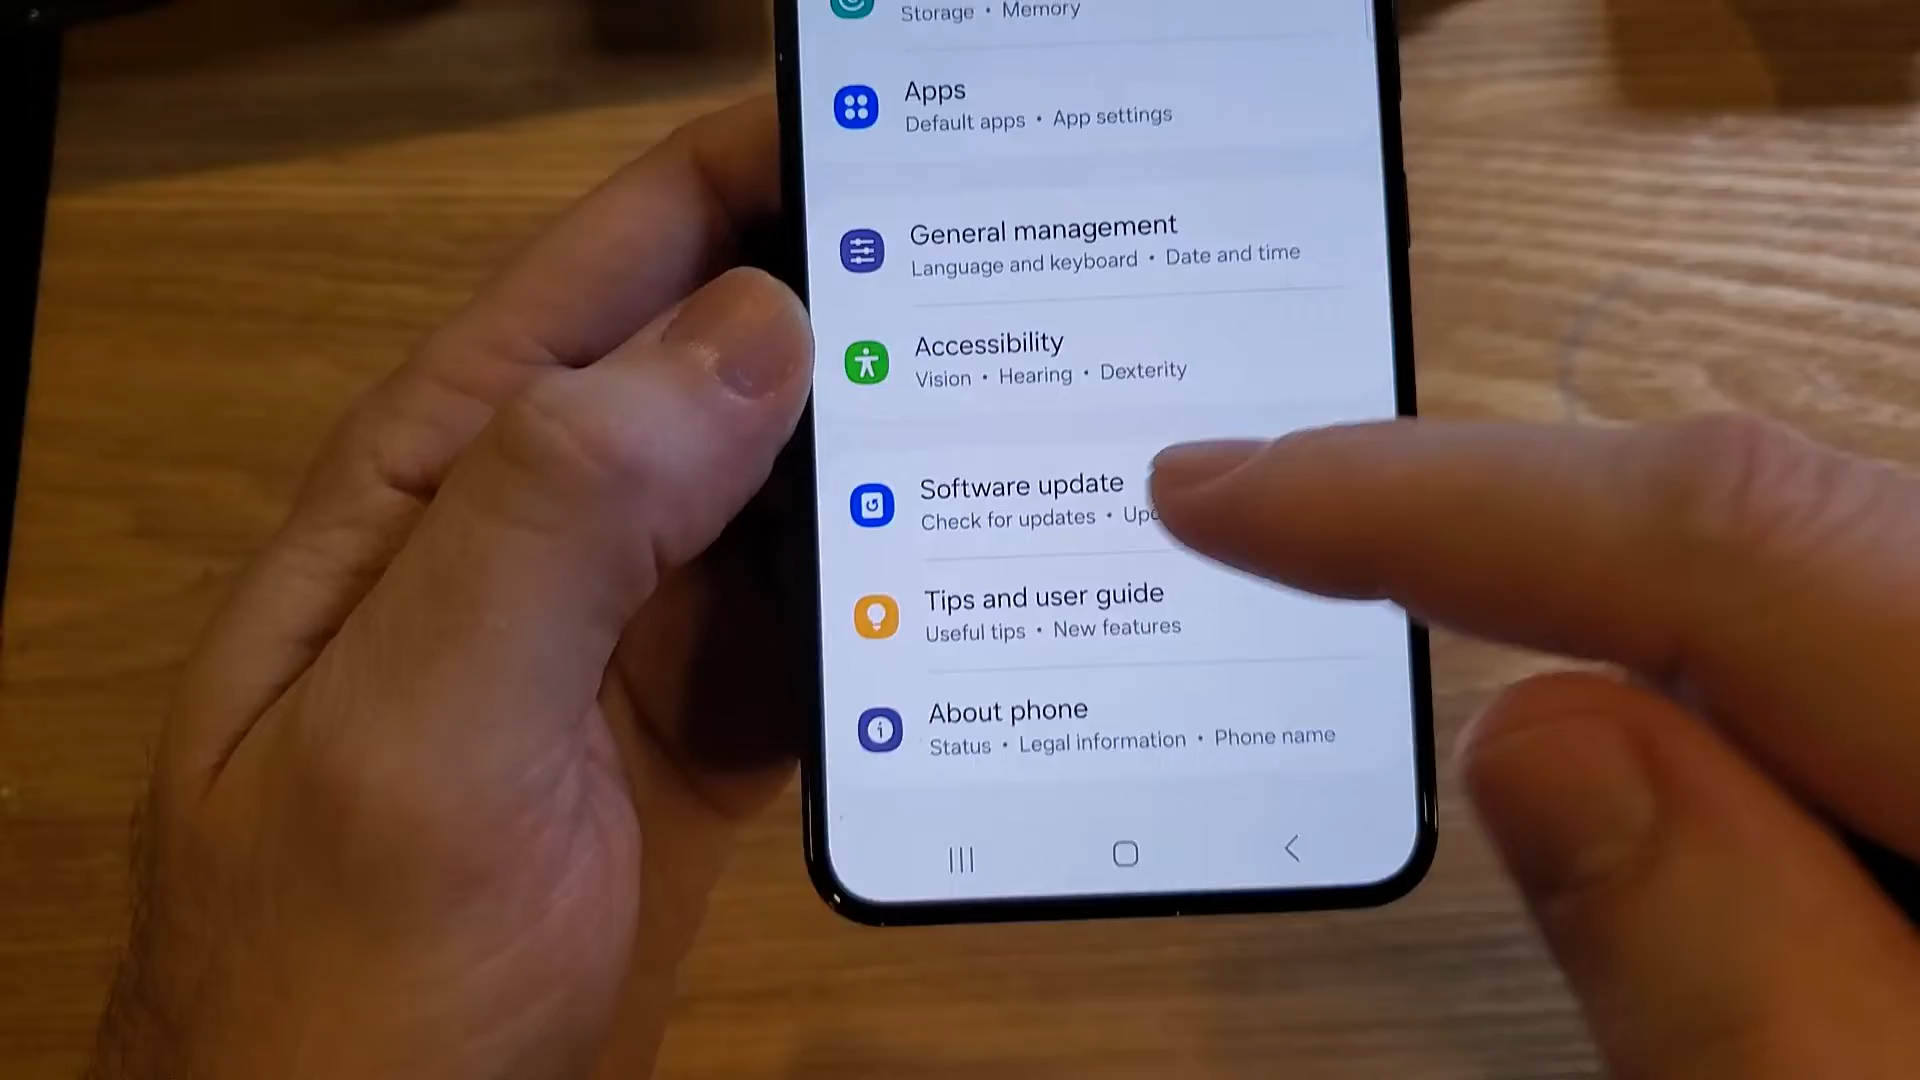 Storage • Memory
Apps
Default apps • App settings
General management
Language and keyboard • Date and time
Accessibility
Vision • Hearing • Dexterity
Software update
Check for updates •
Tips and user guide
Useful tips • New features
About phone
Status • Legal information • Phone name